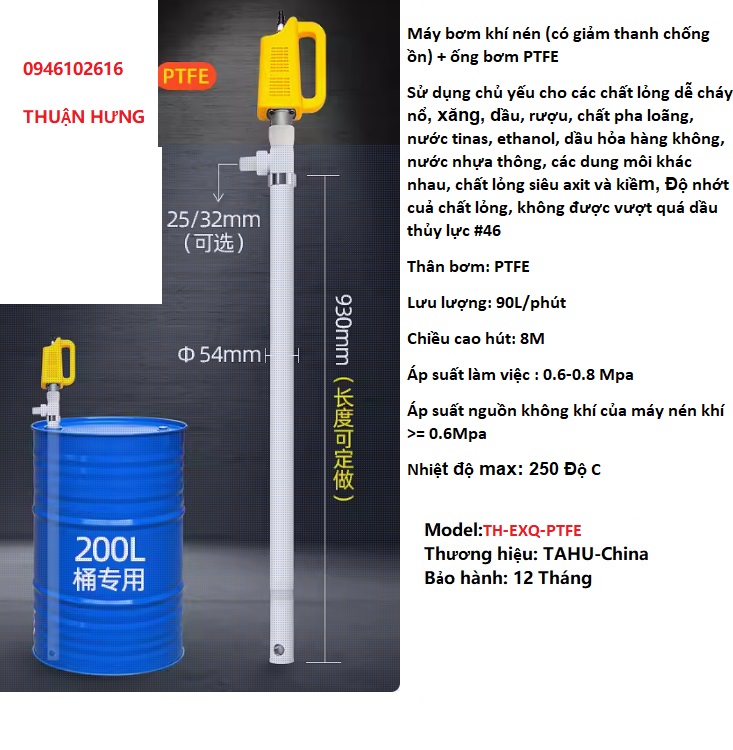 0946102616
THUẬN HƯNG
PTFE
25/32mm
(可选)
Φ54mm
930mm
(长度可定做)
200L
桶专用
Máy bơm khí nén (có giảm thanh chống
ồn) + ống bơm PTFE
Sử dụng chủ yếu cho các chất lỏng dễ cháy
nổ, xăng, dầu, rượu, chất pha loãng,
nước tinas, ethanol, dầu hỏa hàng không,
nước nhựa thông, các dung môi khác
nhau, chất lỏng siêu axit và kiềm, Độ nhớt
cuả chất lỏng, không được vượt quá dầu
thủy lực #46
Thân bơm: PTFE
Lưu lượng: 90L/phút
Chiều cao hút: 8M
Áp suất làm việc : 0.6-0.8 Mpa
Áp suất nguồn không khí của máy nén khí
>= 0.6Mpa
Nhiệt độ max: 250 Độ C
Model:TH-EXQ-PTFE
Thương hiệu: TAHU-China
Bảo hành: 12 Tháng